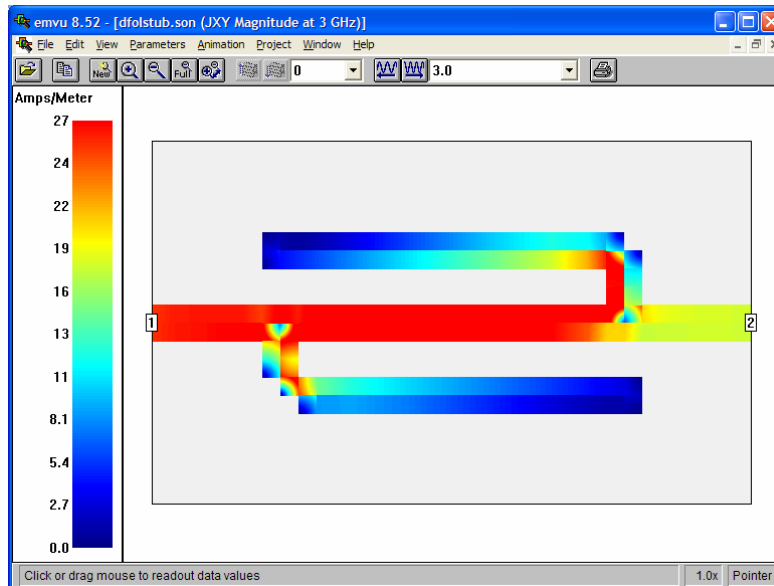 emvu 8.52 - [dfolstub.son (JXY Magnitude at 3 GHz)]
File Edit View Parameters Animation Project Window Help
New Full 0 3.0
Amps/Meter
27
24
22
19
16
13
11
8.1
5.4
2.7
0.0
1
2
Click or drag mouse to readout data values 1.0x Pointer